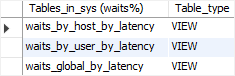 Tables_in_sys (waits%) Table_type
waits_by_host_by_latency VIEW
waits_by_user_by_latency VIEW
waits_global_by_latency VIEW